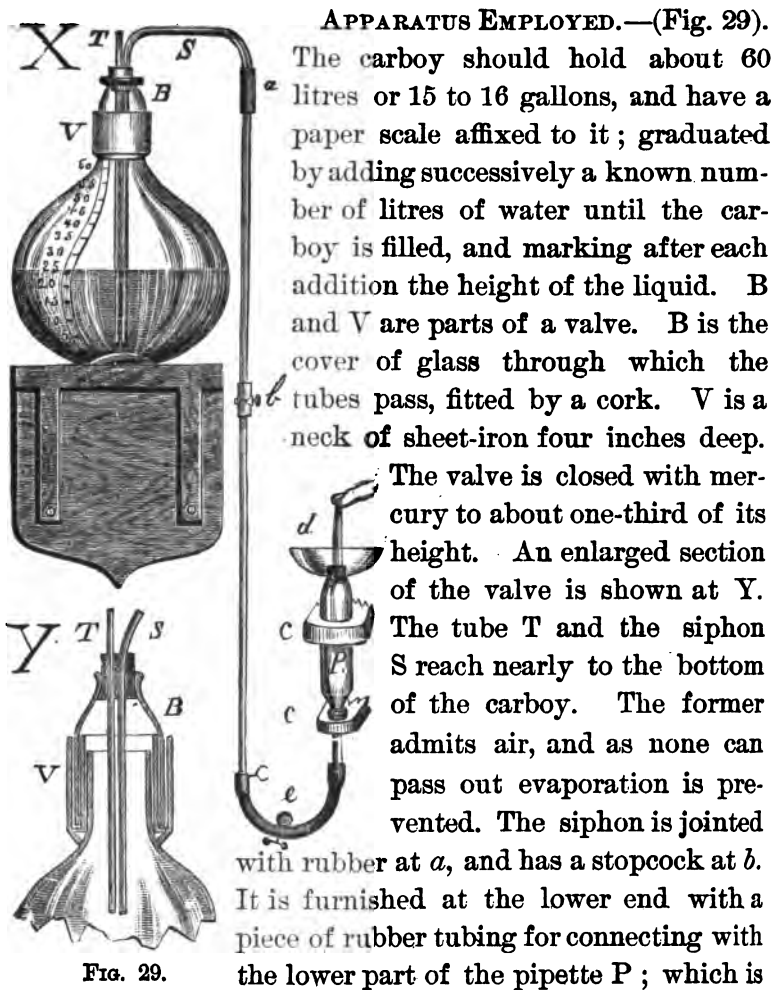 APPARATUS EMPLOYED.—(Fig. 29).
The carboy should hold about 60
litres or 15 to 16 gallons, and have a
paper scale affixed to it; graduated
by adding successively a known num-
ber of litres of water until the car-
boy is filled, and marking after each
addition the height of the liquid. B
and V are parts of a valve. B is the
cover of glass through which the
tubes pass, fitted by a cork. V is a
neck of sheet-iron four inches deep.
The valve is closed with mer-
cury to about one-third of its
height. An enlarged section
of the valve is shown at Y.
The tube T and the siphon
S reach nearly to the bottom
of the carboy. The former
admits air, and as none can
pass out evaporation is pre-
vented. The siphon is jointed
with rubber at a, and has a stopcock at b.
It is furnished at the lower end with a
piece of rubber tubing for connecting with
the lower part of the pipette P; which is
X
T
S
a
B
V
b
d
C
P.
C
e
Y.
T
S
B
V
FIG. 29.